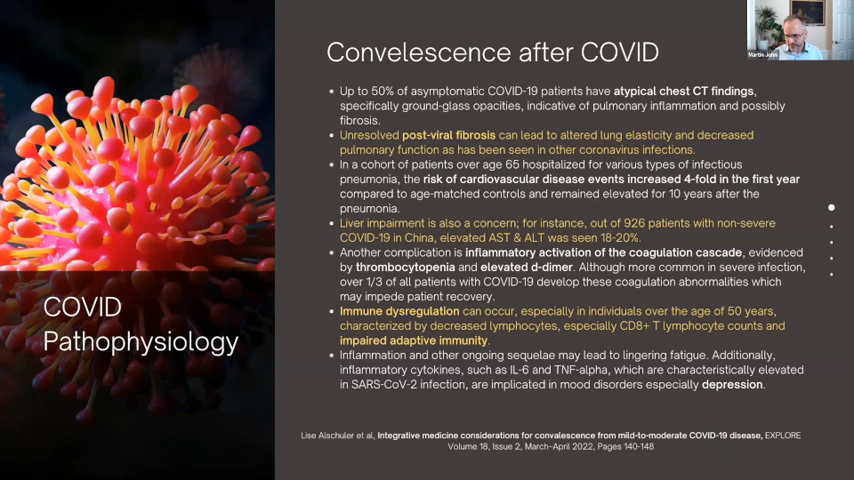 Convelescence after COVID
Martin John
• Up to 50% of asymptomatic COVID-19 patients have atypical chest CT findings,
specifically ground-glass opacities, indicative of pulmonary inflammation and possibly
fibrosis.
• Unresolved post-viral fibrosis can lead to altered lung elasticity and decreased
pulmonary function as has been seen in other coronavirus infections.
• In a cohort of patients over age 65 hospitalized for various types of infectious
pneumonia, the risk of cardiovascular disease events increased 4-fold in the first year
compared to age-matched controls and remained elevated for 10 years after the
pneumonia.
• Liver impairment is also a concern; for instance, out of 926 patients with non-severe
COVID-19 in China, elevated AST & ALT was seen 18-20%.
• Another complication is inflammatory activation of the coagulation cascade, evidenced
by thrombocytopenia and elevated d-dimer. Although more common in severe infection,
over 1/3 of all patients with COVID-19 develop these coagulation abnormalities which
may impede patient recovery.
• Immune dysregulation can occur, especially in individuals over the age of 50 years,
characterized by decreased lymphocytes, especially CD8+ T lymphocyte counts and
impaired adaptive immunity.
• Inflammation and other ongoing sequelae may lead to lingering fatigue. Additionally,
inflammatory cytokines, such as IL-6 and TNF-alpha, which are characteristically elevated
in SARS-CoV-2 infection, are implicated in mood disorders especially depression.
COVID
Pathophysiology
Lise Alschuler et al, Integrative medicine considerations for convalescence from mild-to-moderate COVID-19 disease, EXPLORE
Volume 18, Issue 2, March–April 2022, Pages 140-148